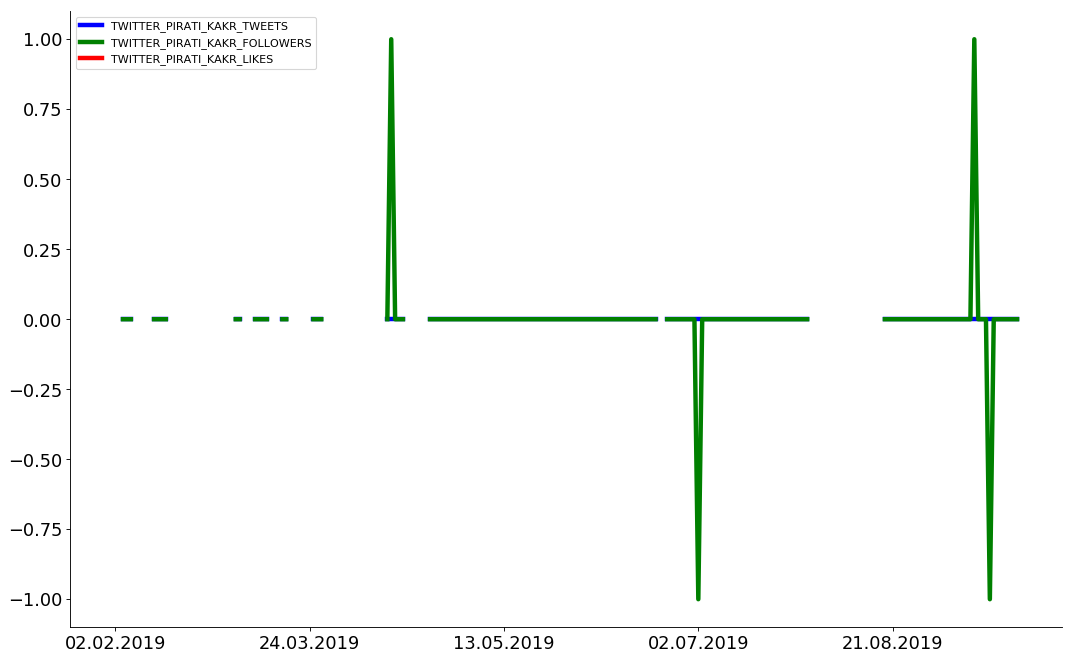 TWITTER_PIRATI_KAKR_TWEETS
TWITTER_PIRATI_KAKR_FOLLOWERS
TWITTER_PIRATI_KAKR_LIKES
1.00
0.75
0.50
0.25
0.00
−0.25
−0.50
−0.75
−1.00
02.02.2019 24.03.2019 13.05.2019 02.07.2019 21.08.2019